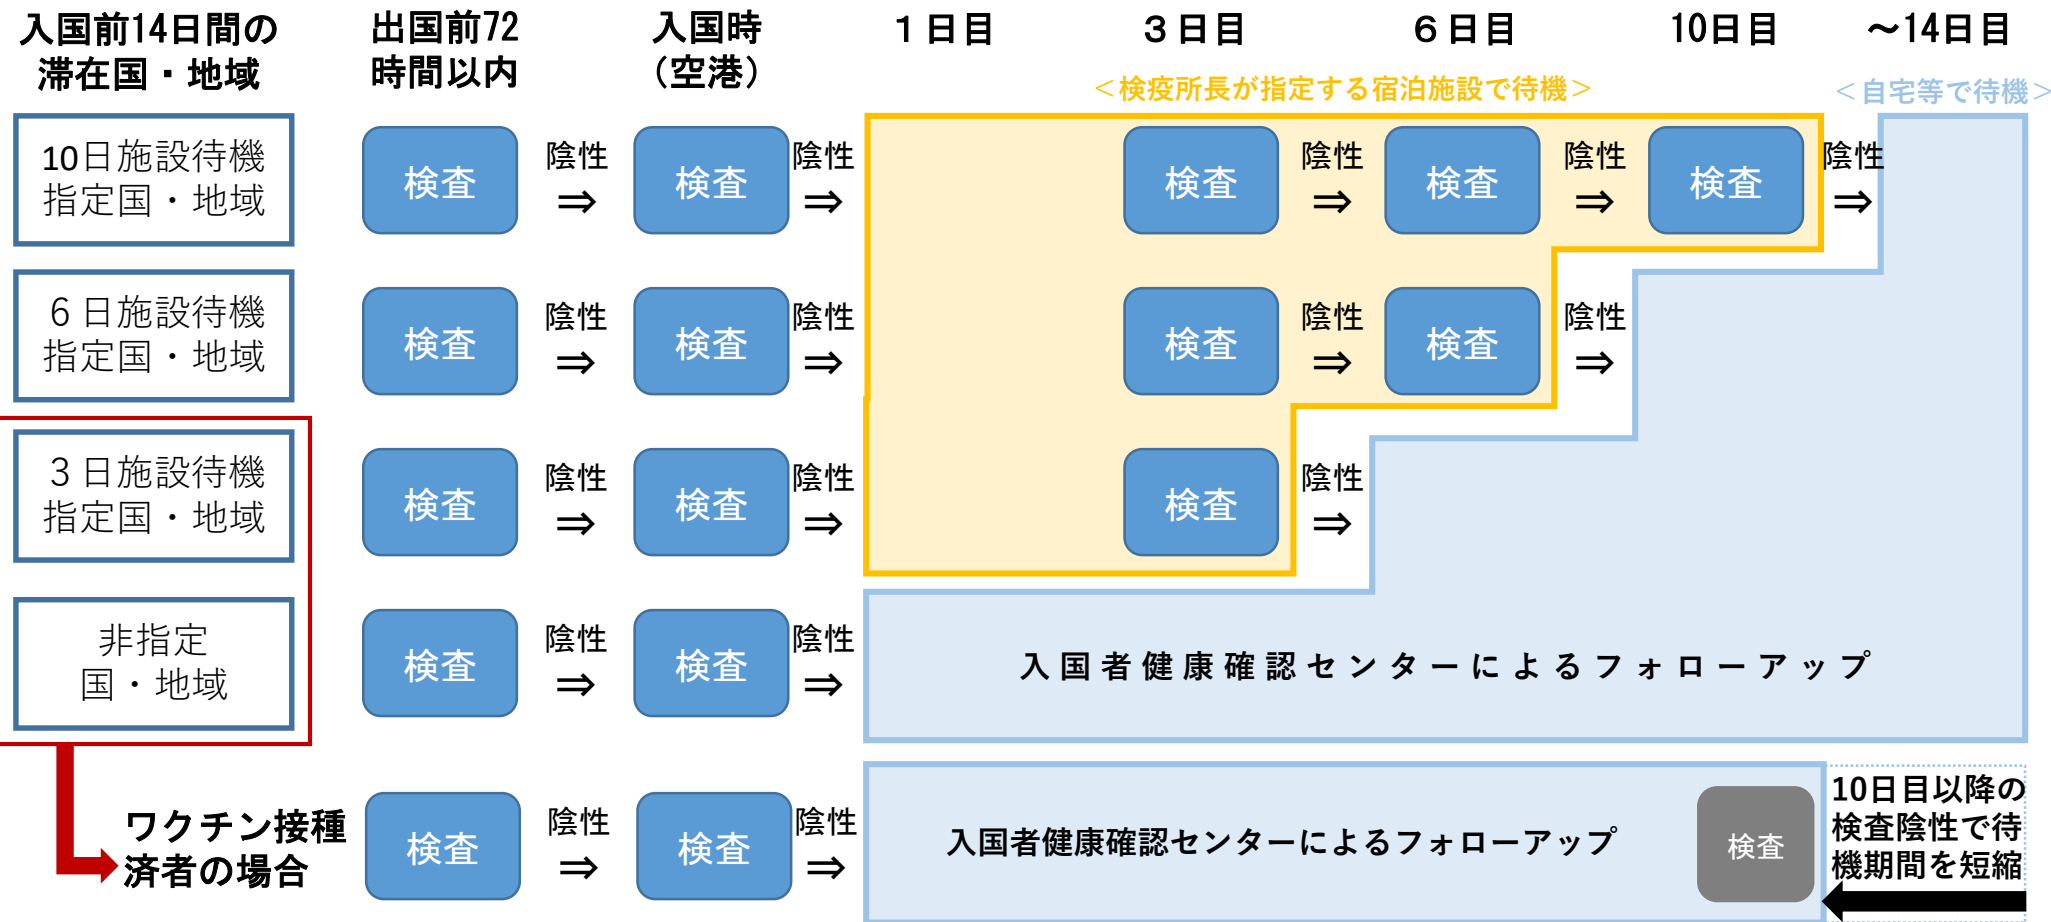 入国前14日間の
滞在国・地域
出国前72
時間以内
入国時
(空港)
１日目
３日目
６日目
10日目
～14日目
＜検疫所長が指定する宿泊施設で待機＞
＜自宅等で待機＞
10日施設待機
指定国・地域
検査
陰性
⇒
検査
陰性
⇒
検査
陰性
⇒
検査
陰性
⇒
検査
陰性
⇒
６日施設待機
指定国・地域
検査
陰性
⇒
検査
陰性
⇒
検査
陰性
⇒
検査
陰性
⇒
３日施設待機
指定国・地域
検査
陰性
⇒
検査
陰性
⇒
検査
陰性
⇒
非指定
国・地域
検査
陰性
⇒
検査
陰性
⇒
入国者健康確認センターによるフォローアップ
ワクチン接種
済者の場合
検査
陰性
⇒
検査
陰性
⇒
入国者健康確認センターによるフォローアップ
検査
10日目以降の
検査陰性で待
機期間を短縮